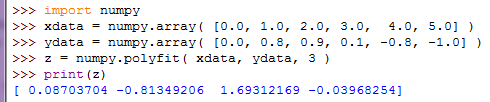 >>> import numpy
>>> xdata = numpy.array( [0.0, 1.0, 2.0, 3.0,  4.0, 5.0] )
>>> ydata = numpy.array( [0.0, 0.8, 0.9, 0.1, -0.8, -1.0] )
>>> z = numpy.polyfit( xdata, ydata, 3 )
>>> print(z)
[ 0.08703704 -0.81349206  1.69312169 -0.03968254]